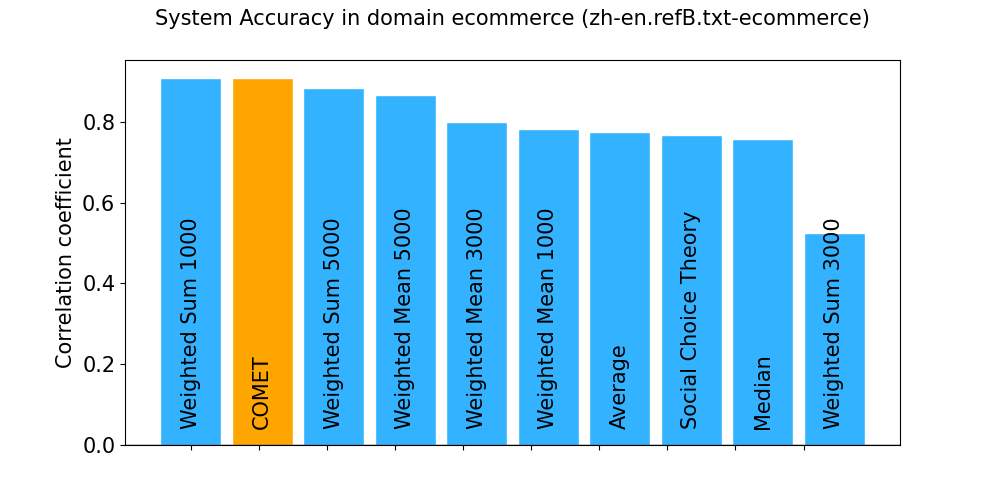 System Accuracy in domain ecommerce (zh-en.refB.txt-ecommerce)
Correlation coefficient
0.8
0.6
0.4
0.2
0.0
Weighted Sum 1000
COMET
Weighted Sum 5000
Weighted Mean 5000
Weighted Mean 3000
Weighted Mean 1000
Average
Social Choice Theory
Median
Weighted Sum 3000